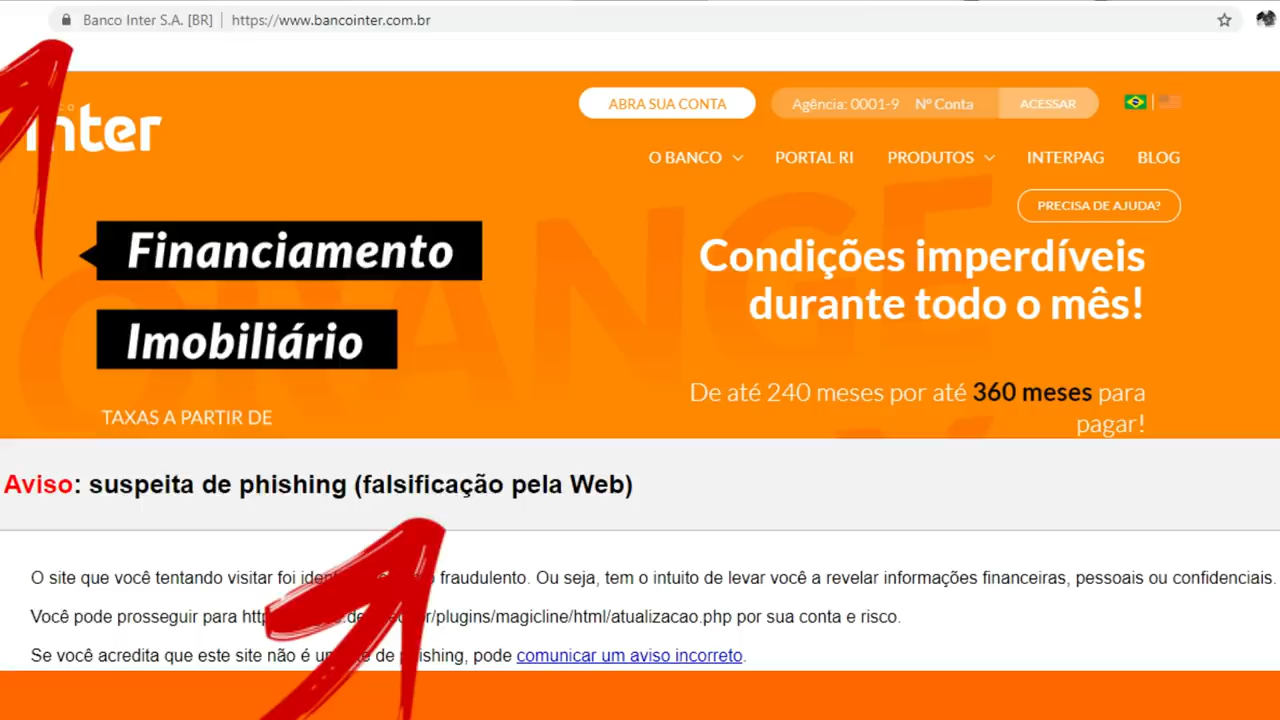 Banco Inter S.A. [BR] | https://www.bancointer.com.br
ABRA SUA CONTA Agência: 0001-9 Nº Conta ACESSAR
inter
O BANCO PORTAL RI PRODUTOS INTERPAG BLOG
PRECISA DE AJUDA?
Financiamento
Imobiliário
TAXAS A PARTIR DE
Condições imperdíveis
durante todo o mês!
De até 240 meses por até 360 meses para
pagar!
ORANGE
Aviso: suspeita de phishing (falsificação pela Web)
O site que você tentando visitar foi fraudulento. Ou seja, tem o intuito de levar você a revelar informações financeiras, pessoais ou confidenciais.
Você pode prosseguir para /plugins/magicline/html/atualizacao.php por sua conta e risco.
Se você acredita que este site não é de phishing, pode comunicar um aviso incorreto.